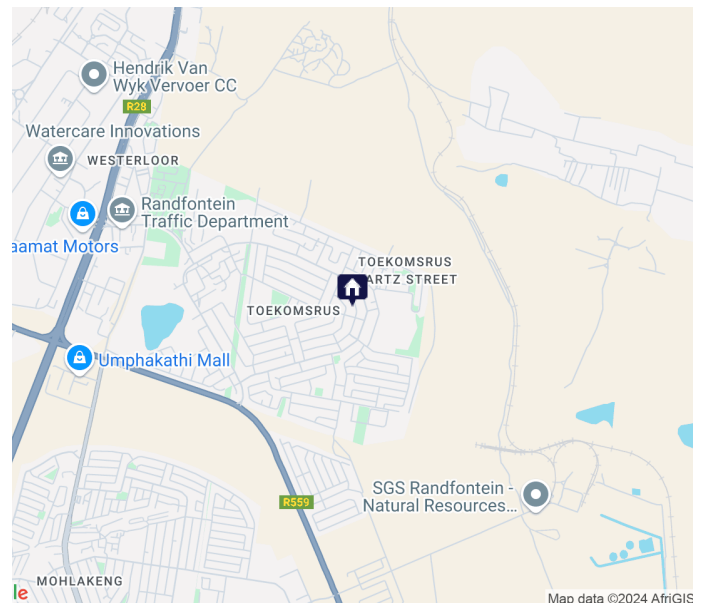 Hendrik Van
Wyk Vervoer CC
R28
Watercare Innovations
WESTERLOOR
Randfontein
Traffic Department
aamat Motors
TOEKOMSRUS
ARTZ STREET
TOEKOMSRUS
Umphakathi Mall
SGS Randfontein -
Natural Resources...
R559
MOHLAKENG
le
Map data ©2024 AfriGIS